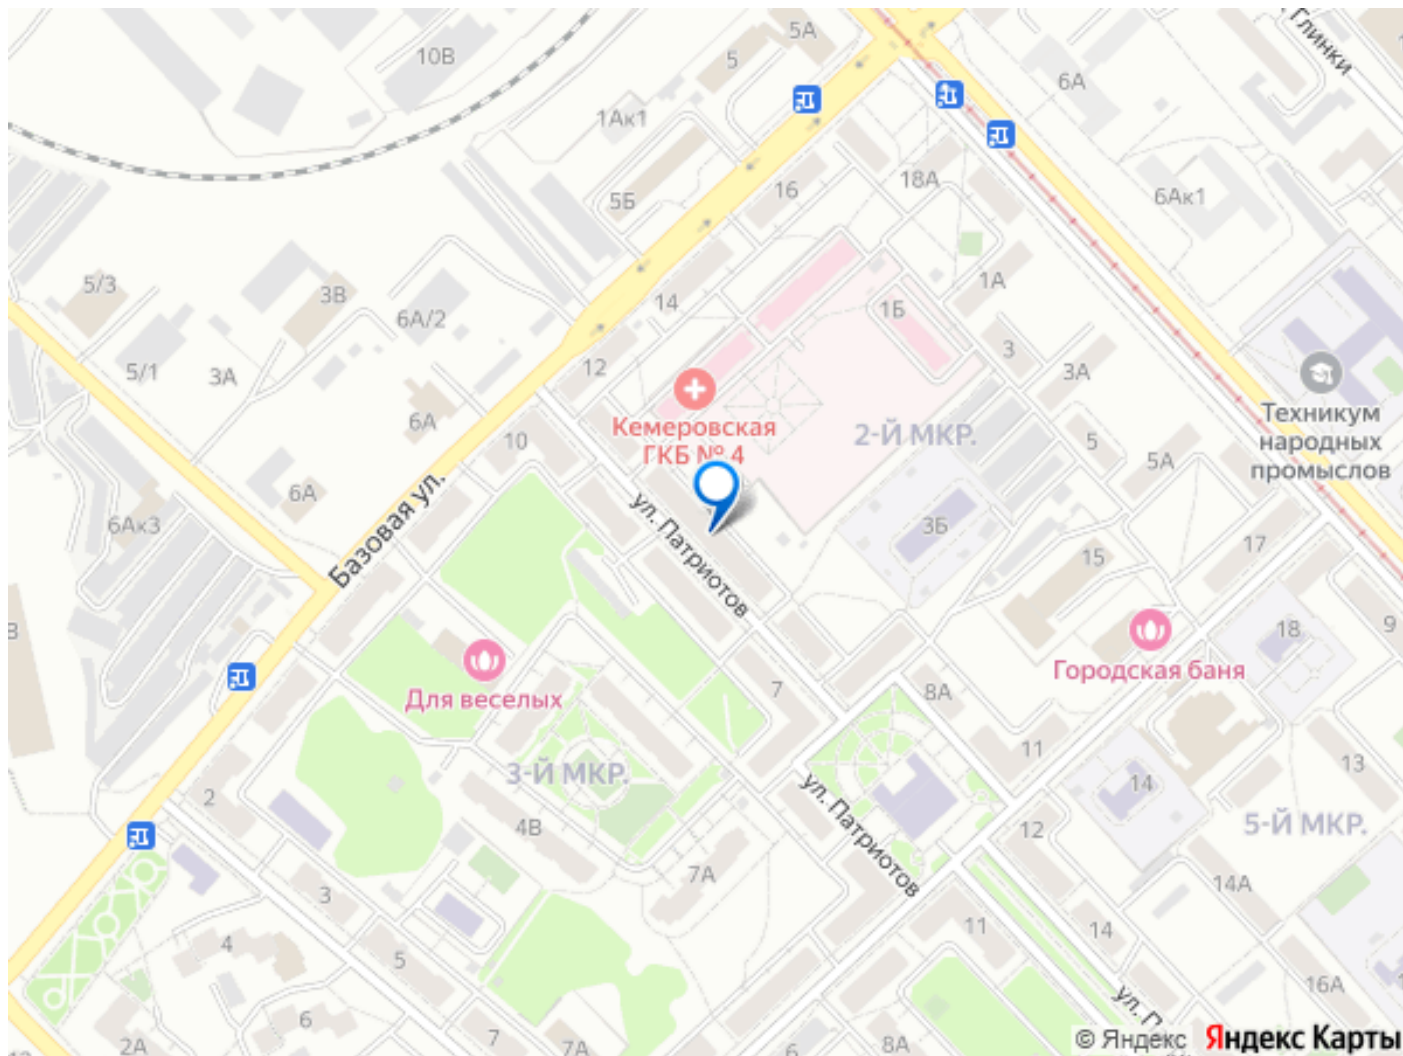 5А
Глинки
10В
5
6А
1Ак1
18А
16
6Ак1
5Б
5/3
3В
14
1А
1Б
6А/2
3
5/1
3А
12
3А
6А
Кемеровская
ГКБ № 4
2-Й МКР.
Техникум
народных
промыслов
10
5
5А
6А
6Ак3
Базовая ул.
ул. Патриотов
3Б
17
15
18
9
Городская баня
Для веселых
7
8А
11
13
3-Й МКР.
2
14
ул. Патриотов
4В
12
5-Й МКР.
7А
14А
3
11
14
4
5
16А
6
7
2А
7А
6
8А
© Яндекс
Яндекс Карты